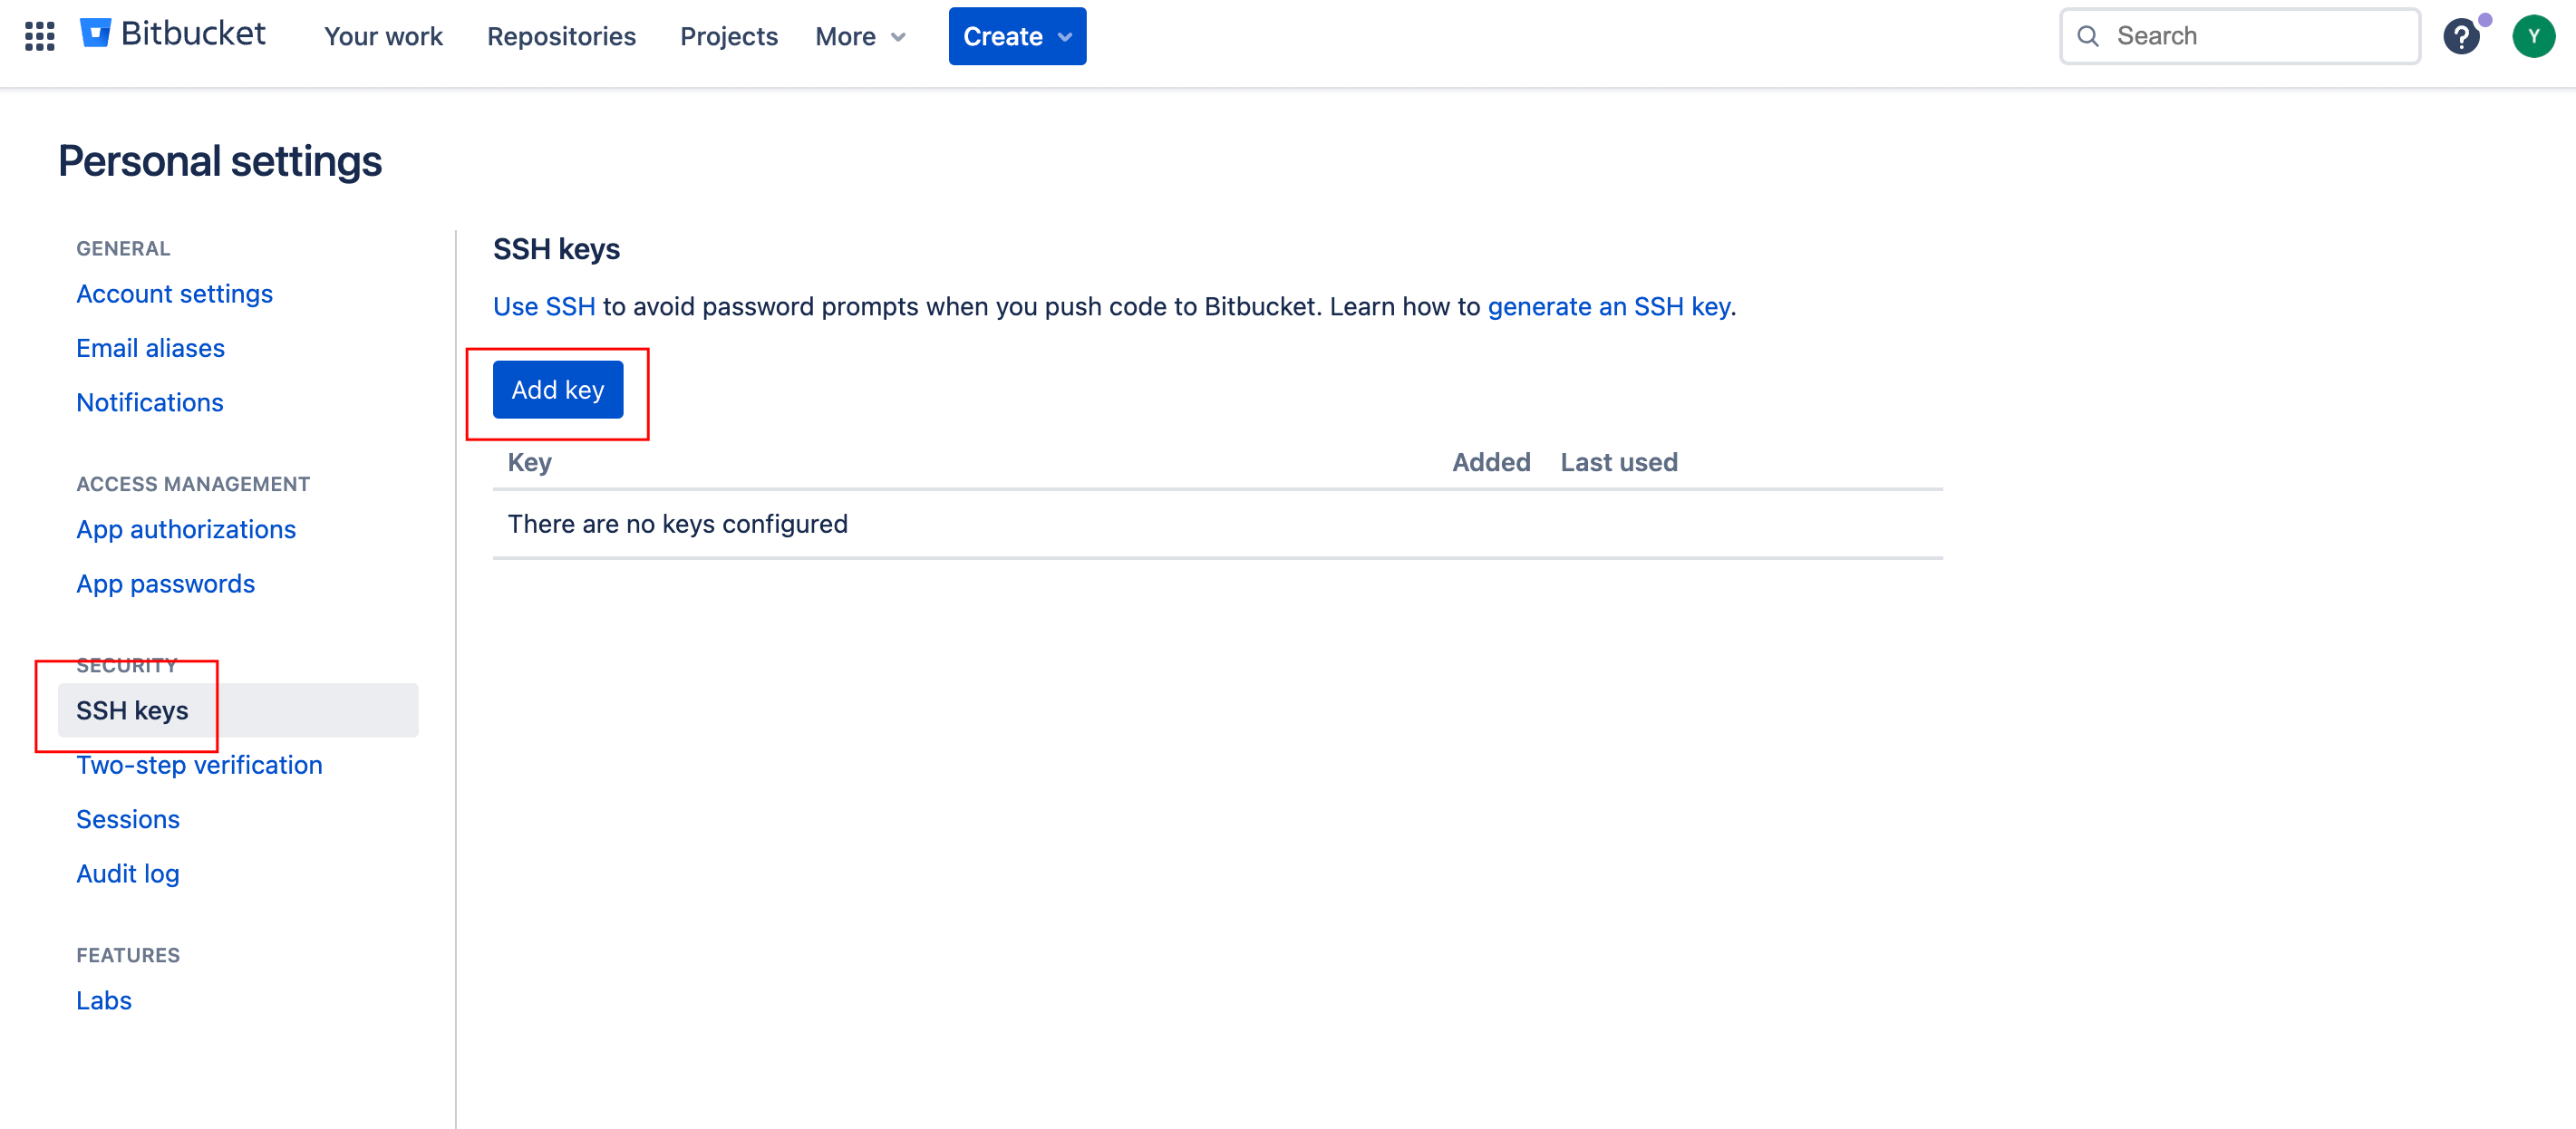 Bitbucket Your work Repositories Projects More Create Search ? Y
Personal settings
GENERAL
Account settings
Email aliases
Notifications
ACCESS MANAGEMENT
App authorizations
App passwords
SECURITY
SSH keys
Two-step verification
Sessions
Audit log
FEATURES
Labs
SSH keys
Use SSH to avoid password prompts when you push code to Bitbucket. Learn how to generate an SSH key.
Add key
Key Added Last used
There are no keys configured